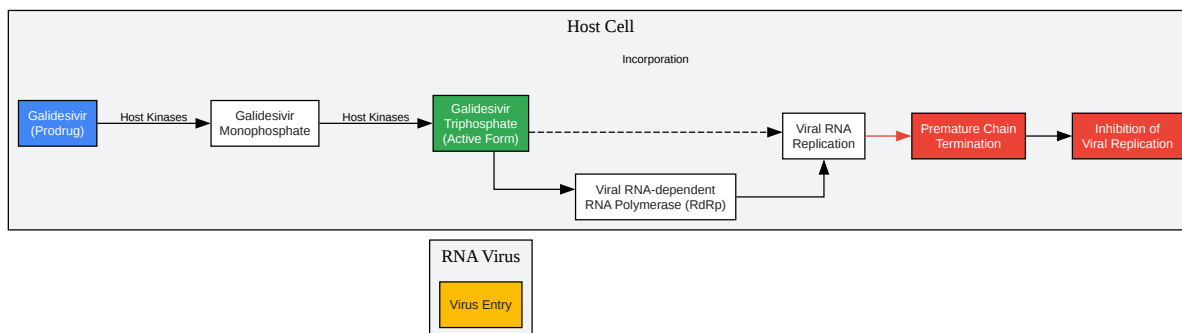 Host Cell
Incorporation
Galidesivir
(Prodrug)
Host Kinases
Galidesivir
Monophosphate
Host Kinases
Galidesivir
Triphosphate
(Active Form)
Viral RNA
Replication
Premature Chain
Termination
Inhibition of
Viral Replication
Viral RNA-dependent
RNA Polymerase (RdRp)
RNA Virus
Virus Entry